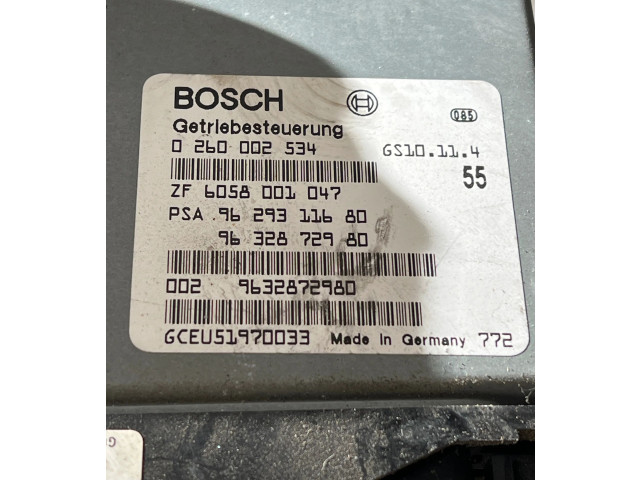 BOSCH
085
Getriebesteuerung
0 260 002 534 GS10.11.4
55
ZF 6058 001 047
PSA .96 293 116 80
96 328 729 80
002 9632872980
GCEU51970033 Made in Germany 772
G